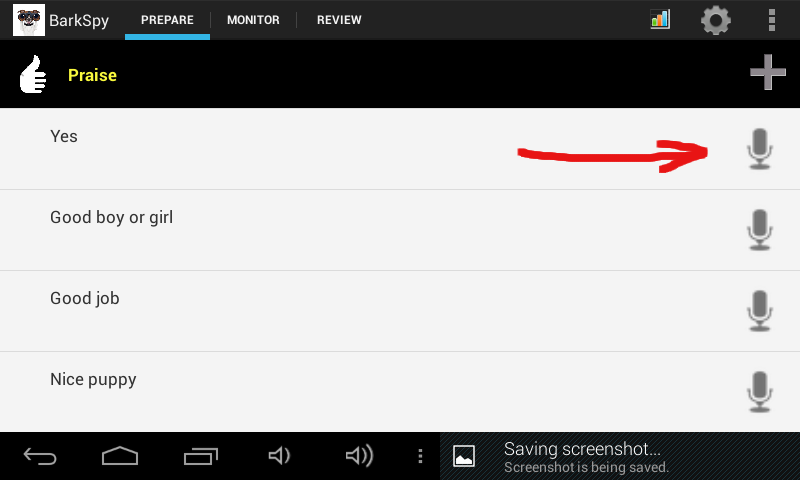 BarkSpy PREPARE MONITOR REVIEW
Praise
Yes
Good boy or girl
Good job
Nice puppy
Saving screenshot...
Screenshot is being saved.